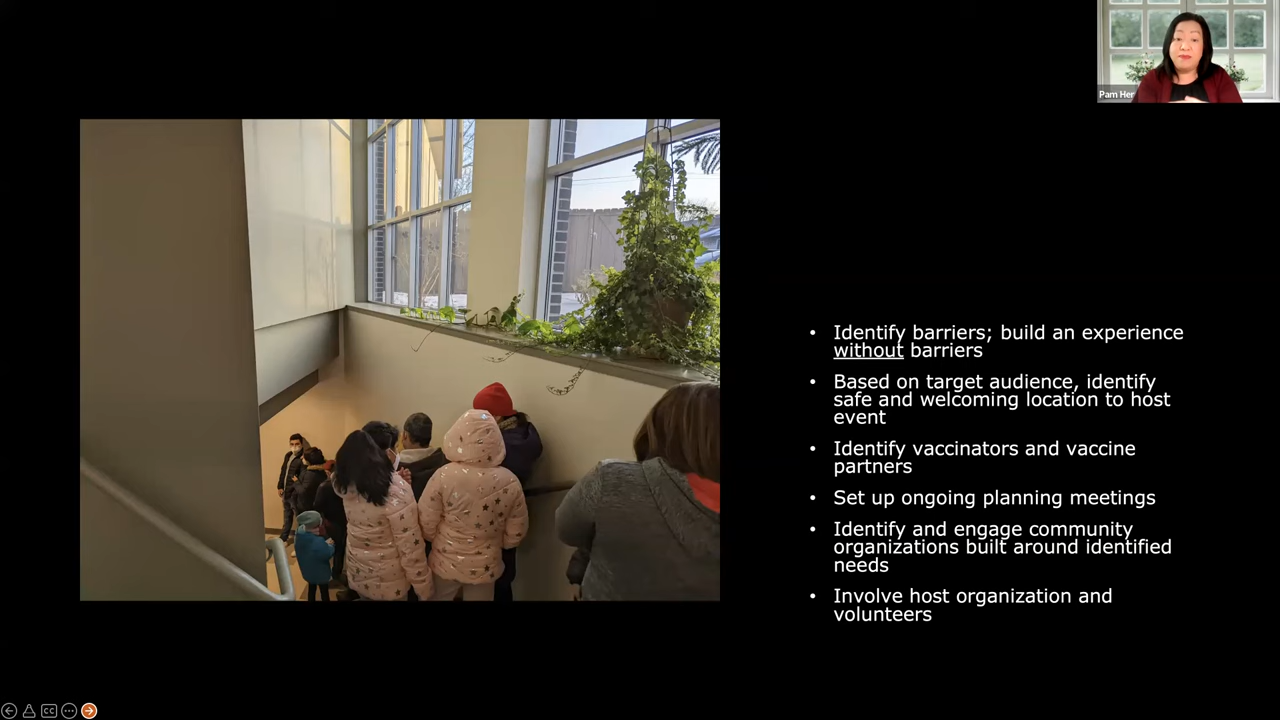 Pam Her
Identify barriers; build an experience
without barriers
Based on target audience, identify
safe and welcoming location to host
event
Identify vaccinators and vaccine
partners
Set up ongoing planning meetings
Identify and engage community
organizations built around identified
needs
Involve host organization and
volunteers
CC